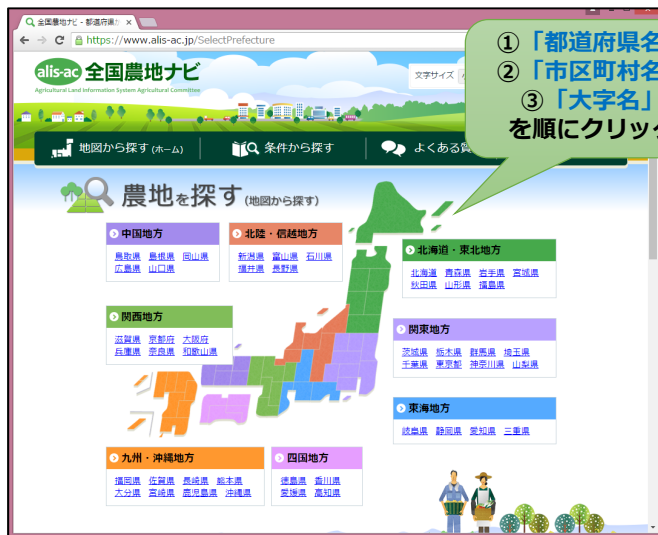 全国農地ナビ - 都道府県か
https://www.alis-ac.jp/SelectPrefecture
alis-ac 全国農地ナビ
Agricultural Land Information System Agricultural Committee
文字サイズ
①「都道府県名
②「市区町村名
③「大字名」
を順にクリック
地図から探す(ホーム)
条件から探す
よくある質
農地を探す(地図から探す)
中国地方
鳥取県 島根県 岡山県
広島県 山口県
北陸・信越地方
新潟県 富山県 石川県
福井県 長野県
北海道・東北地方
北海道 青森県 岩手県 宮城県
秋田県 山形県 福島県
関西地方
滋賀県 京都府 大阪府
兵庫県 奈良県 和歌山県
関東地方
茨城県 栃木県 群馬県 埼玉県
千葉県 東京都 神奈川県 山梨県
東海地方
岐阜県 静岡県 愛知県 三重県
九州・沖縄地方
福岡県 佐賀県 長崎県 熊本県
大分県 宮崎県 鹿児島県 沖縄県
四国地方
徳島県 香川県
愛媛県 高知県